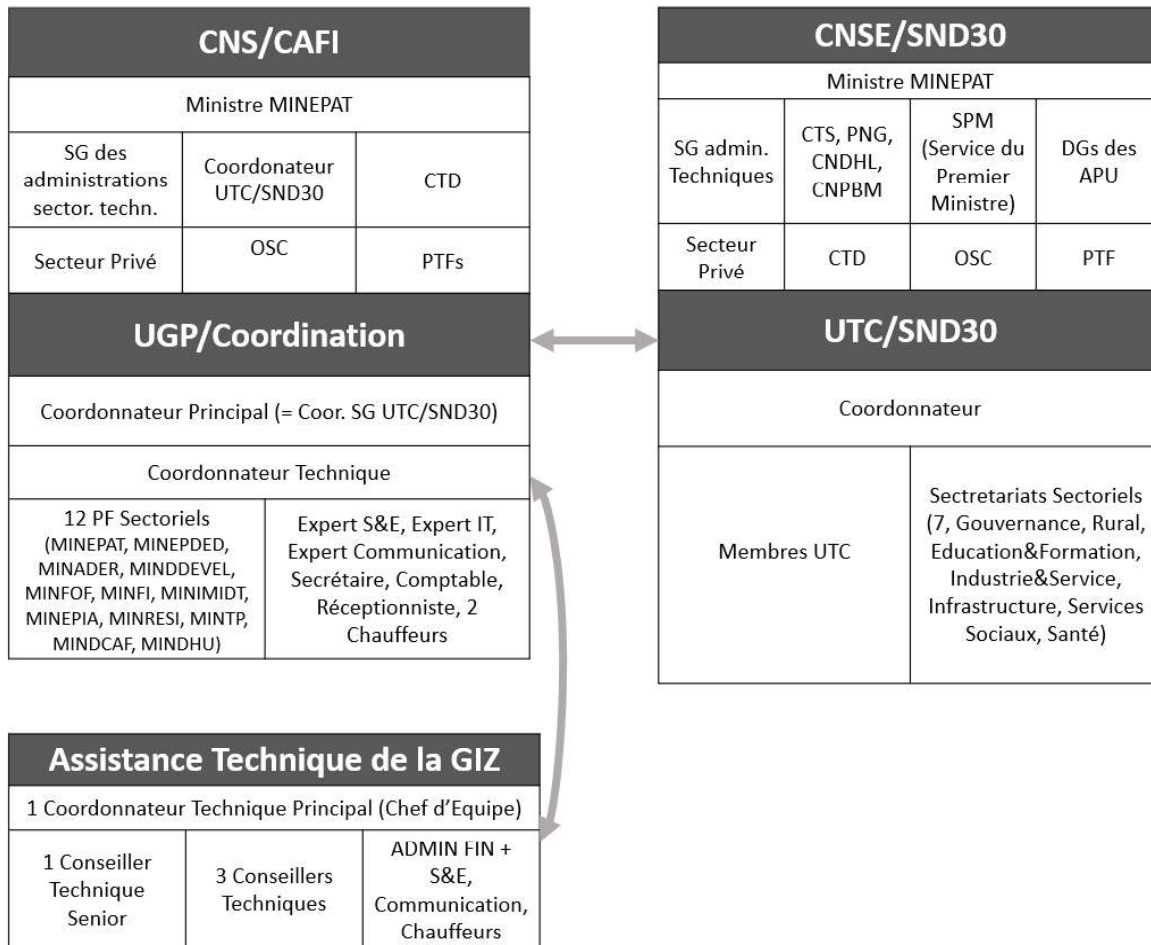 CNS/CAFI
Ministre MINEPAT
SG des
administrations
sector. techn.
Coordonateur
UTC/SND30
CTD
Secteur Privé
OSC
PTFs
UGP/Coordination
Coordonnateur Principal (= Coor. SG UTC/SND30)
Coordonnateur Technique
12 PF Sectoriels
(MINEPAT, MINEPDED,
MINADER, MINDDEVEL,
MINFOF, MINFI, MINIMIDT,
MINEPIA, MINRESI, MINTP,
MINDCAF, MINDHU)
Expert S&E, Expert IT,
Expert Communication,
Secrétaire, Comptable,
Réceptionniste, 2
Chauffeurs
CNSE/SND30
Ministre MINEPAT
SG admin.
Techniques
CTS, PNG,
CNDHL,
CNPBM
SPM
(Service du
Premier
Ministre)
DGs des
APU
Secteur
Privé
CTD
OSC
PTF
UTC/SND30
Coordonnateur
Membres UTC
Sectretariats Sectoriels
(7, Gouvernance, Rural,
Education&Formation,
Industrie&Service,
Infrastructure, Services
Sociaux, Santé)
Assistance Technique de la GIZ
1 Coordonnateur Technique Principal (Chef d’Equipe)
1 Conseiller
Technique
Senior
3 Conseillers
Techniques
ADMIN FIN +
S&E,
Communication,
Chauffeurs